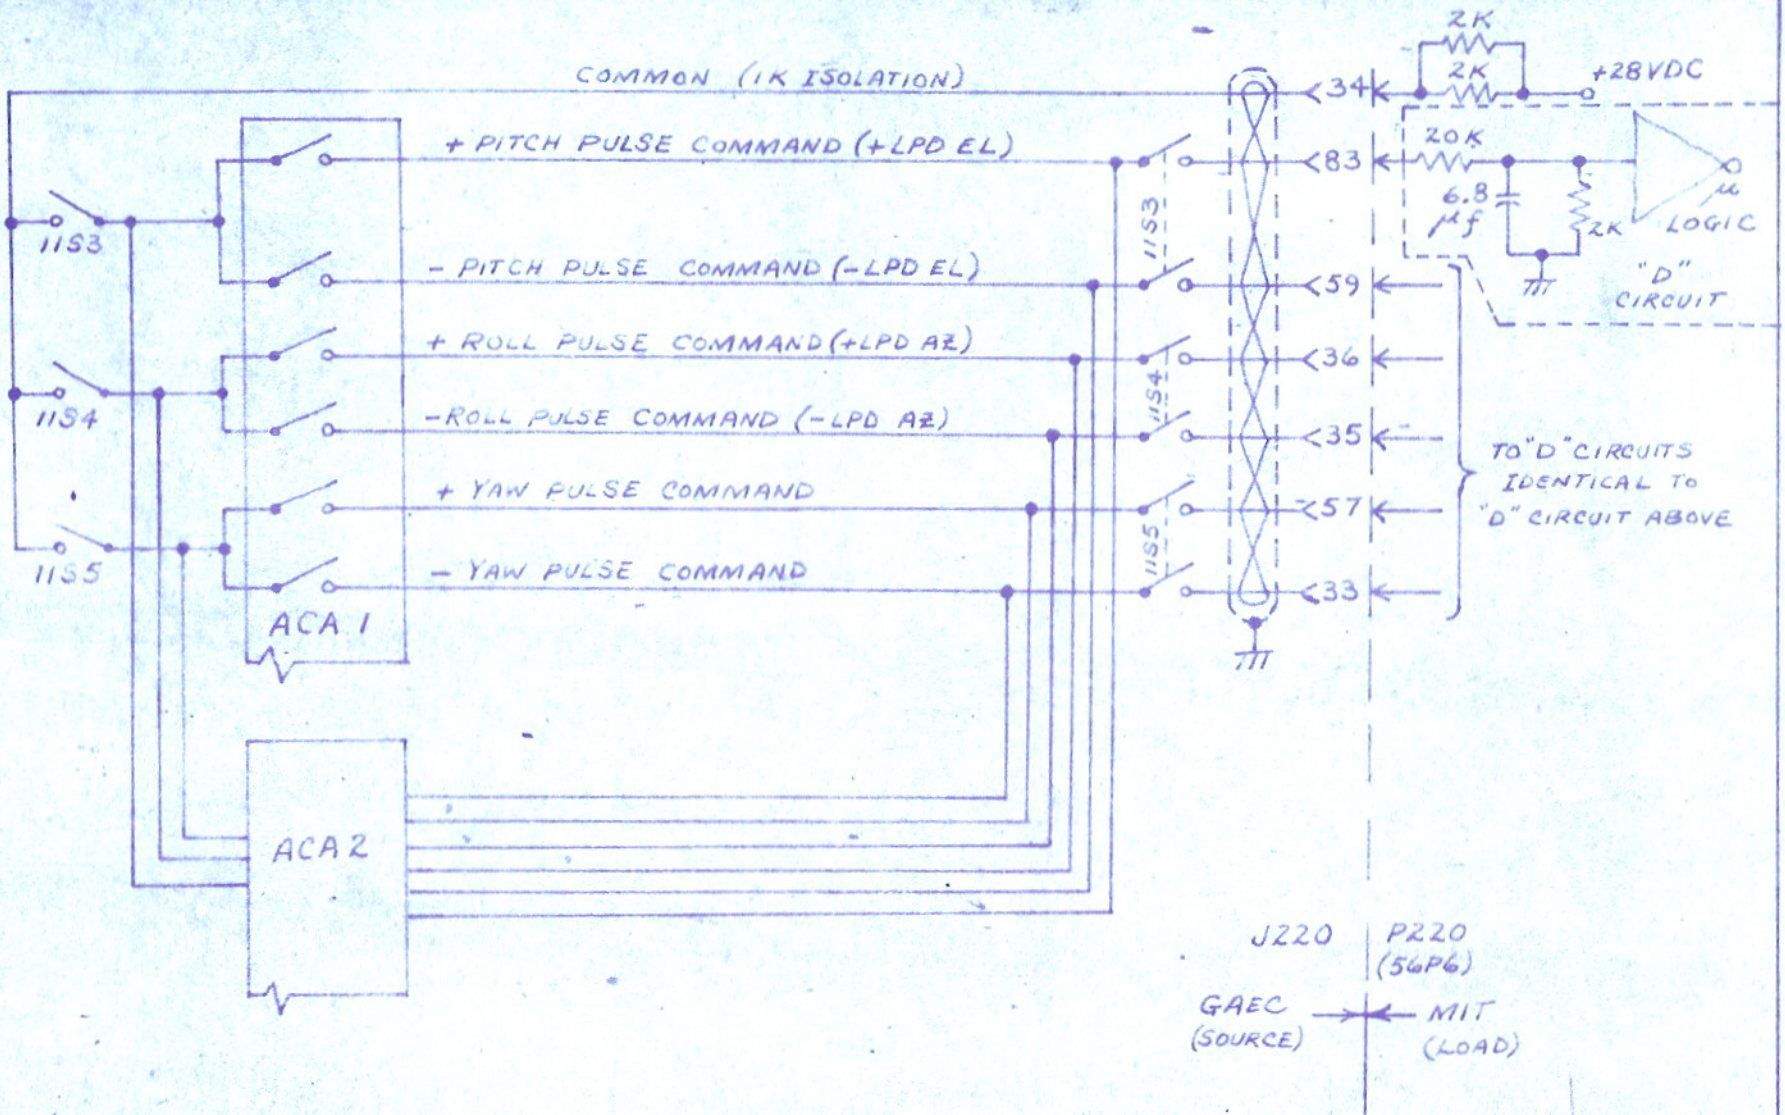 2K
COMMON (1K ISOLATION)
<34
2K
+28VDC
+ PITCH PULSE COMMAND (+LPD EL)
<83
20K
6.8
μf
2K
μ
LOGIC
11S3
11S3
- PITCH PULSE COMMAND (-LPD EL)
<59
"D"
CIRCUIT
+ ROLL PULSE COMMAND (+LPD AZ)
<36
11S4
11S4
-ROLL PULSE COMMAND (-LPD AZ)
<35
TO "D" CIRCUITS
IDENTICAL TO
"D" CIRCUIT ABOVE
+ YAW PULSE COMMAND
<57
11S5
11S5
- YAW PULSE COMMAND
<33
ACA 1
ACA 2
J220
P220
(56P6)
GAEC
(SOURCE)
MIT
(LOAD)